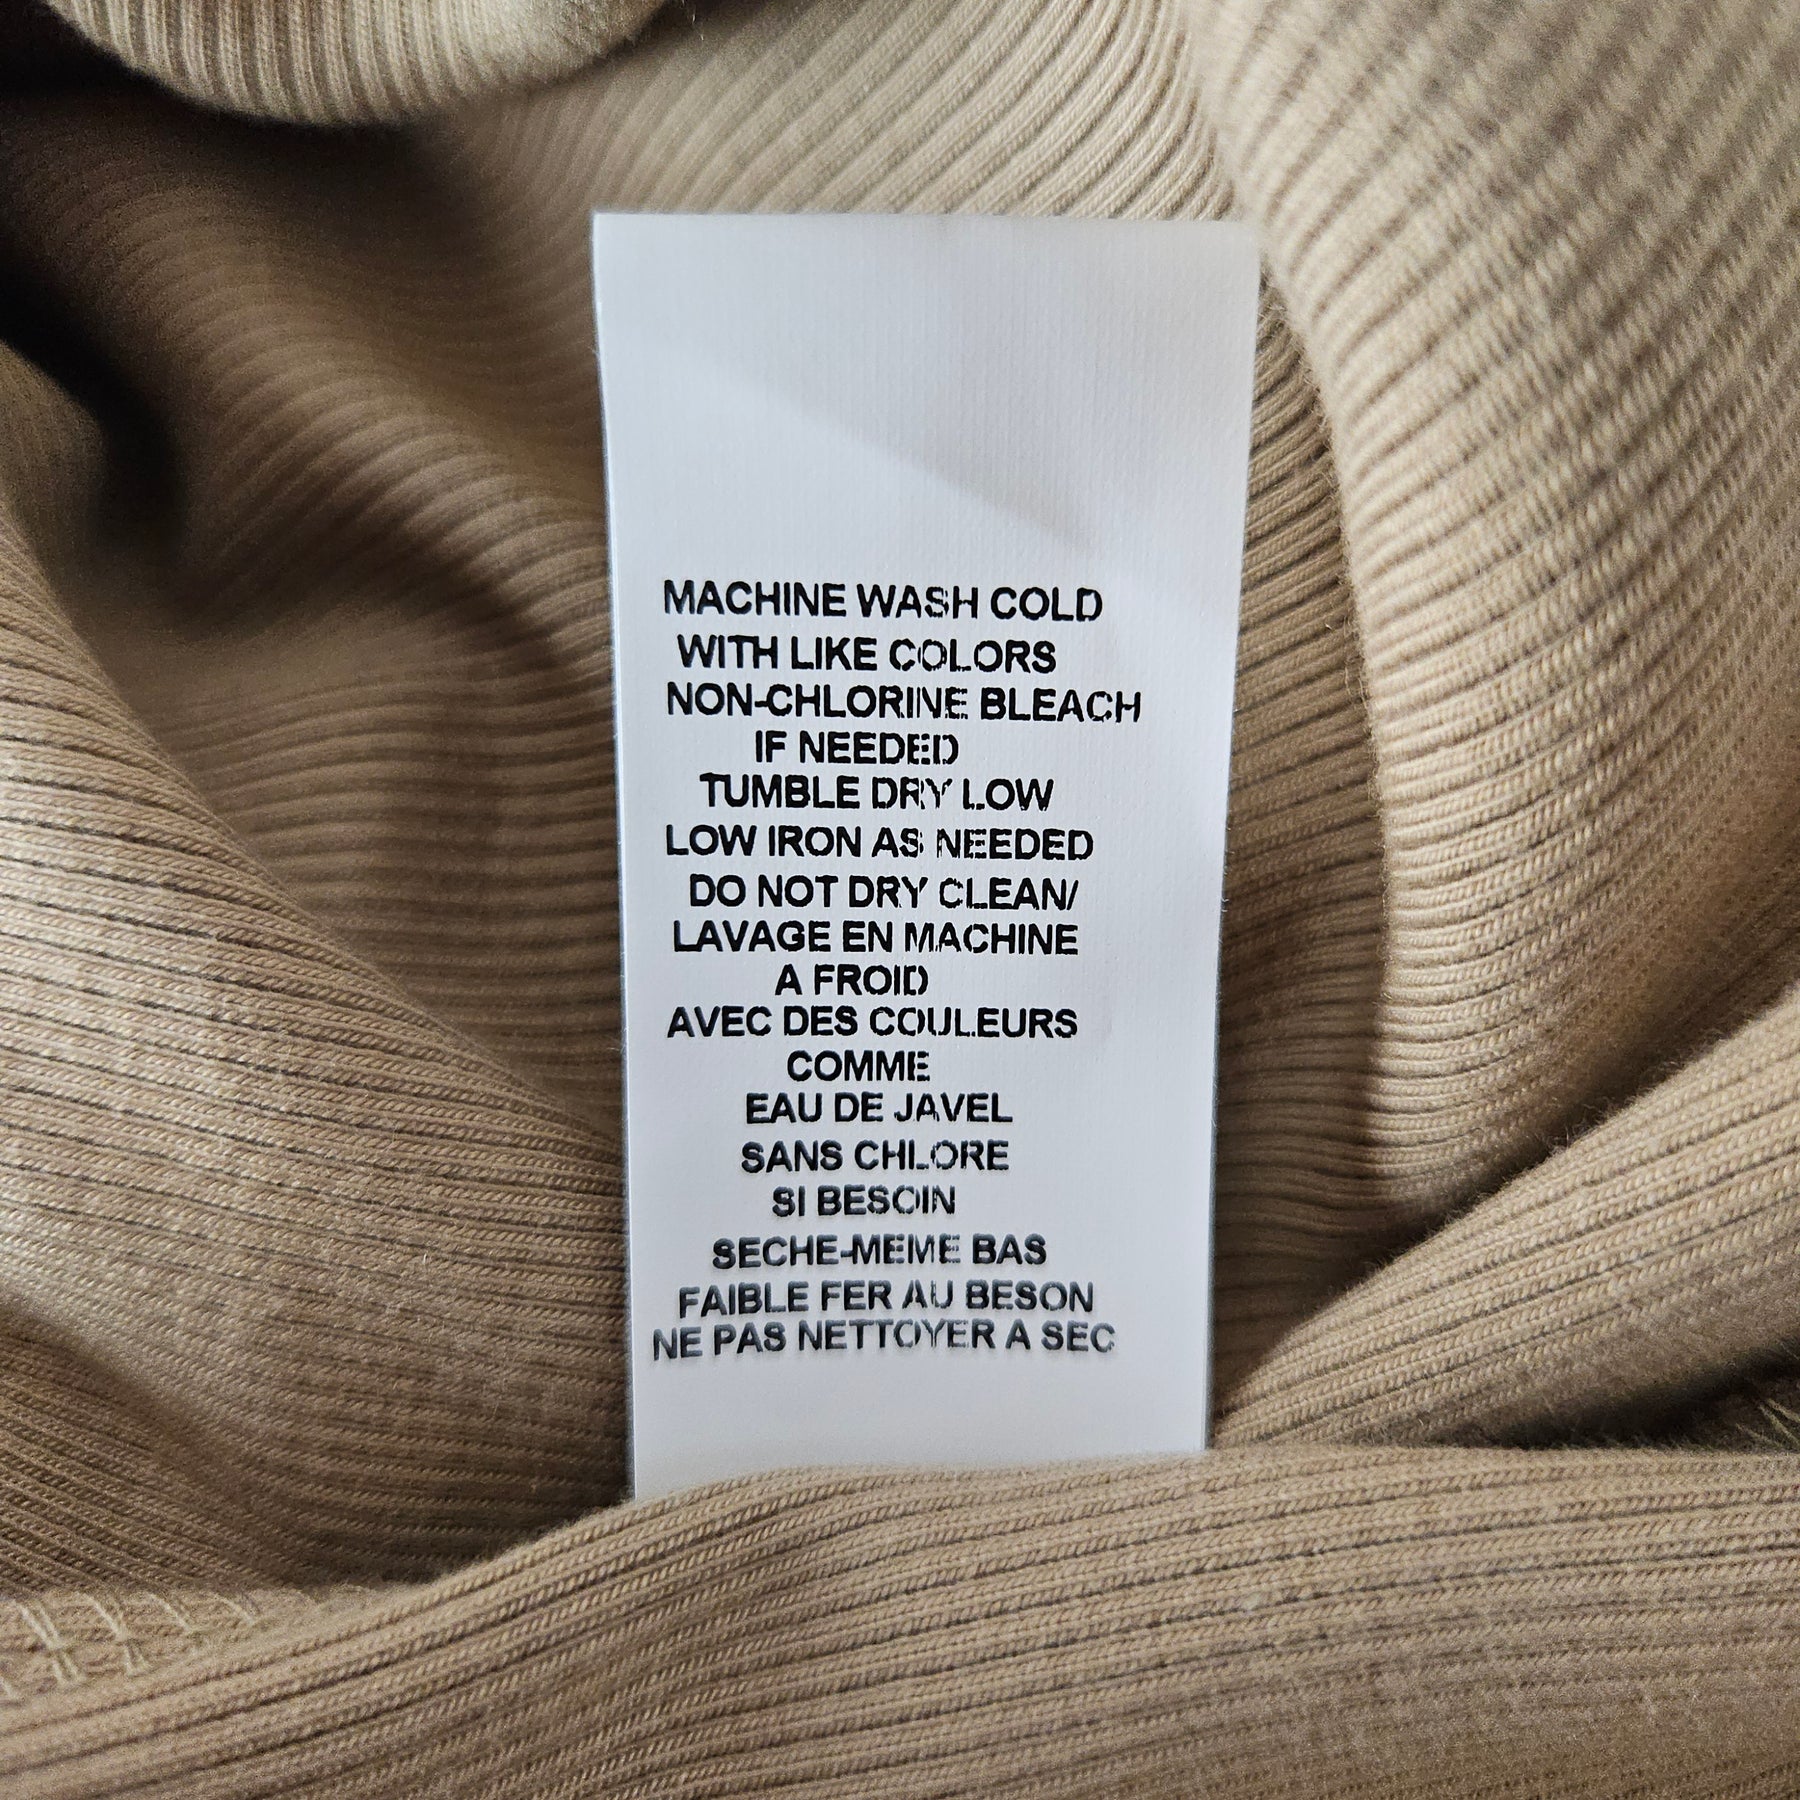 MACHINE WASH COLD
WITH LIKE COLORS
NON-CHLORINE BLEACH
IF NEEDED
TUMBLE DRY LOW
LOW IRON AS NEEDED
DO NOT DRY CLEAN/
LAVAGE EN MACHINE
A FROID
AVEC DES COULEURS
COMME
EAU DE JAVEL
SANS CHLORE
SI BESOIN
SECHE-MEME BAS
FAIBLE FER AU BESON
NE PAS NETTOYER A SEC